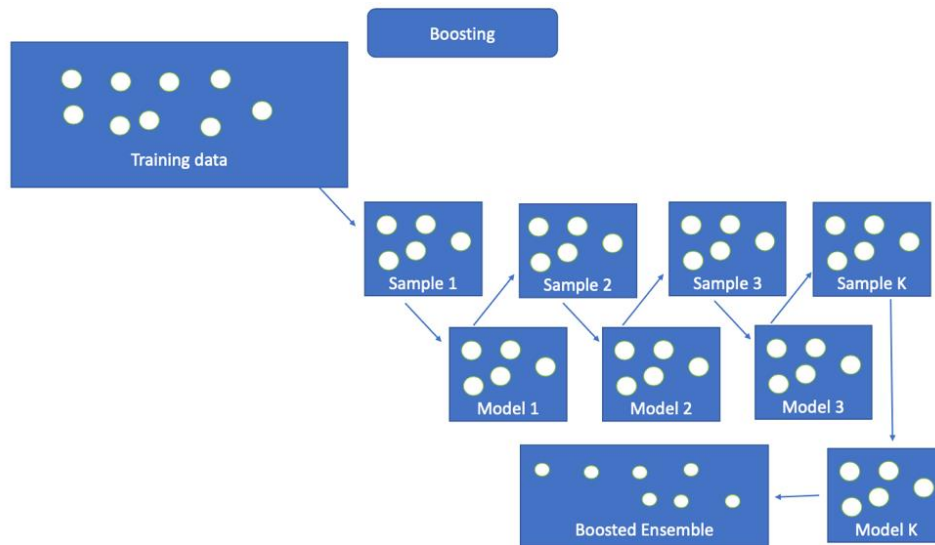 Boosting
Training data
Sample 1
Sample 2
Sample 3
Sample K
Model 1
Model 2
Model 3
Boosted Ensemble
Model K